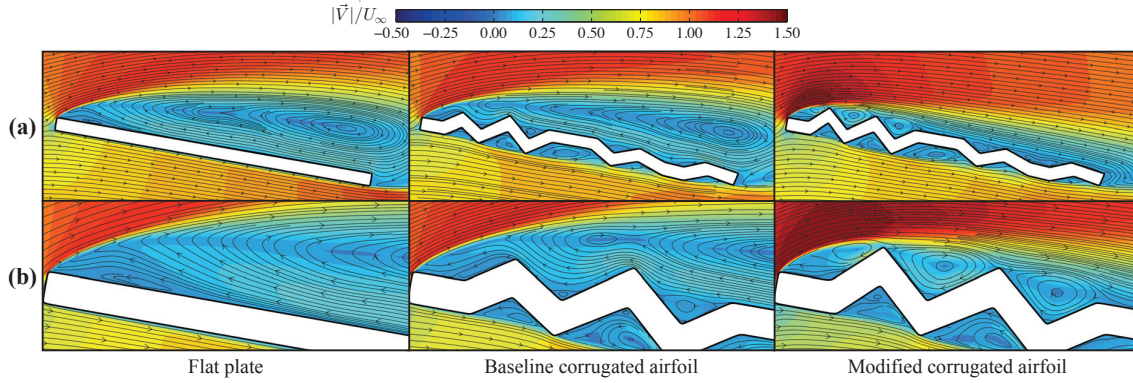 |V⃗|/U∞
−0.50 −0.25 0.00 0.25 0.50 0.75 1.00 1.25 1.50
(a)
(b)
Flat plate Baseline corrugated airfoil Modified corrugated airfoil